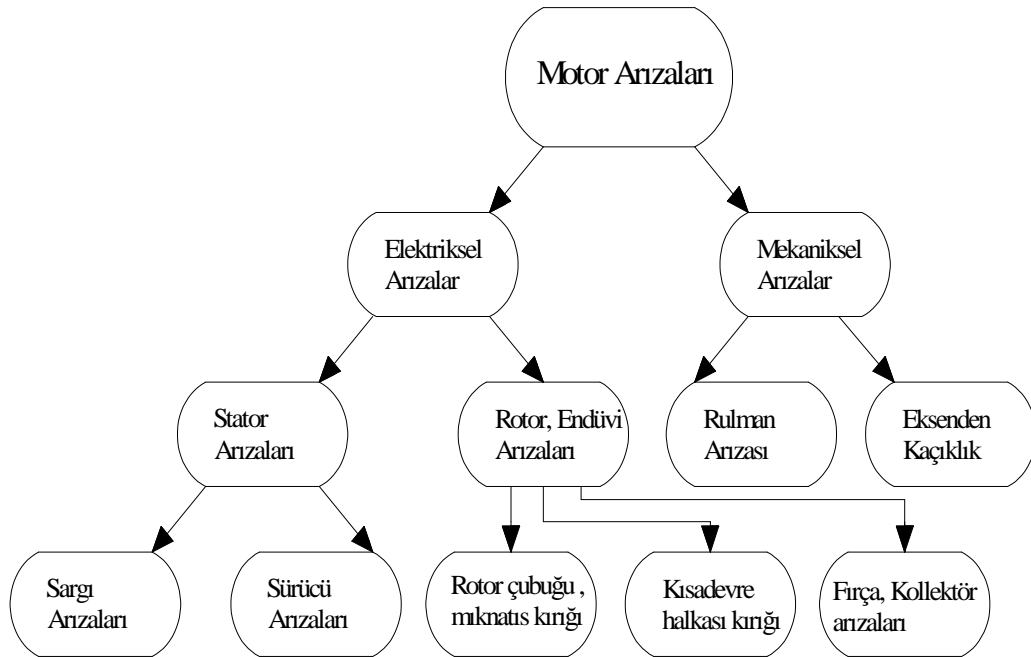 Motor Arızaları
Elektriksel
Arızalar
Mekaniksel
Arızalar
Stator
Arızaları
Rotor, Endüvi
Arızaları
Rulman
Arızası
Eksenden
Kaçıklık
Sargı
Arızaları
Sürücü
Arızaları
Rotor çubuğu ,
mıknatıs kırığı
Kısadevre
halkası kırığı
Fırça, Kollektör
arızaları